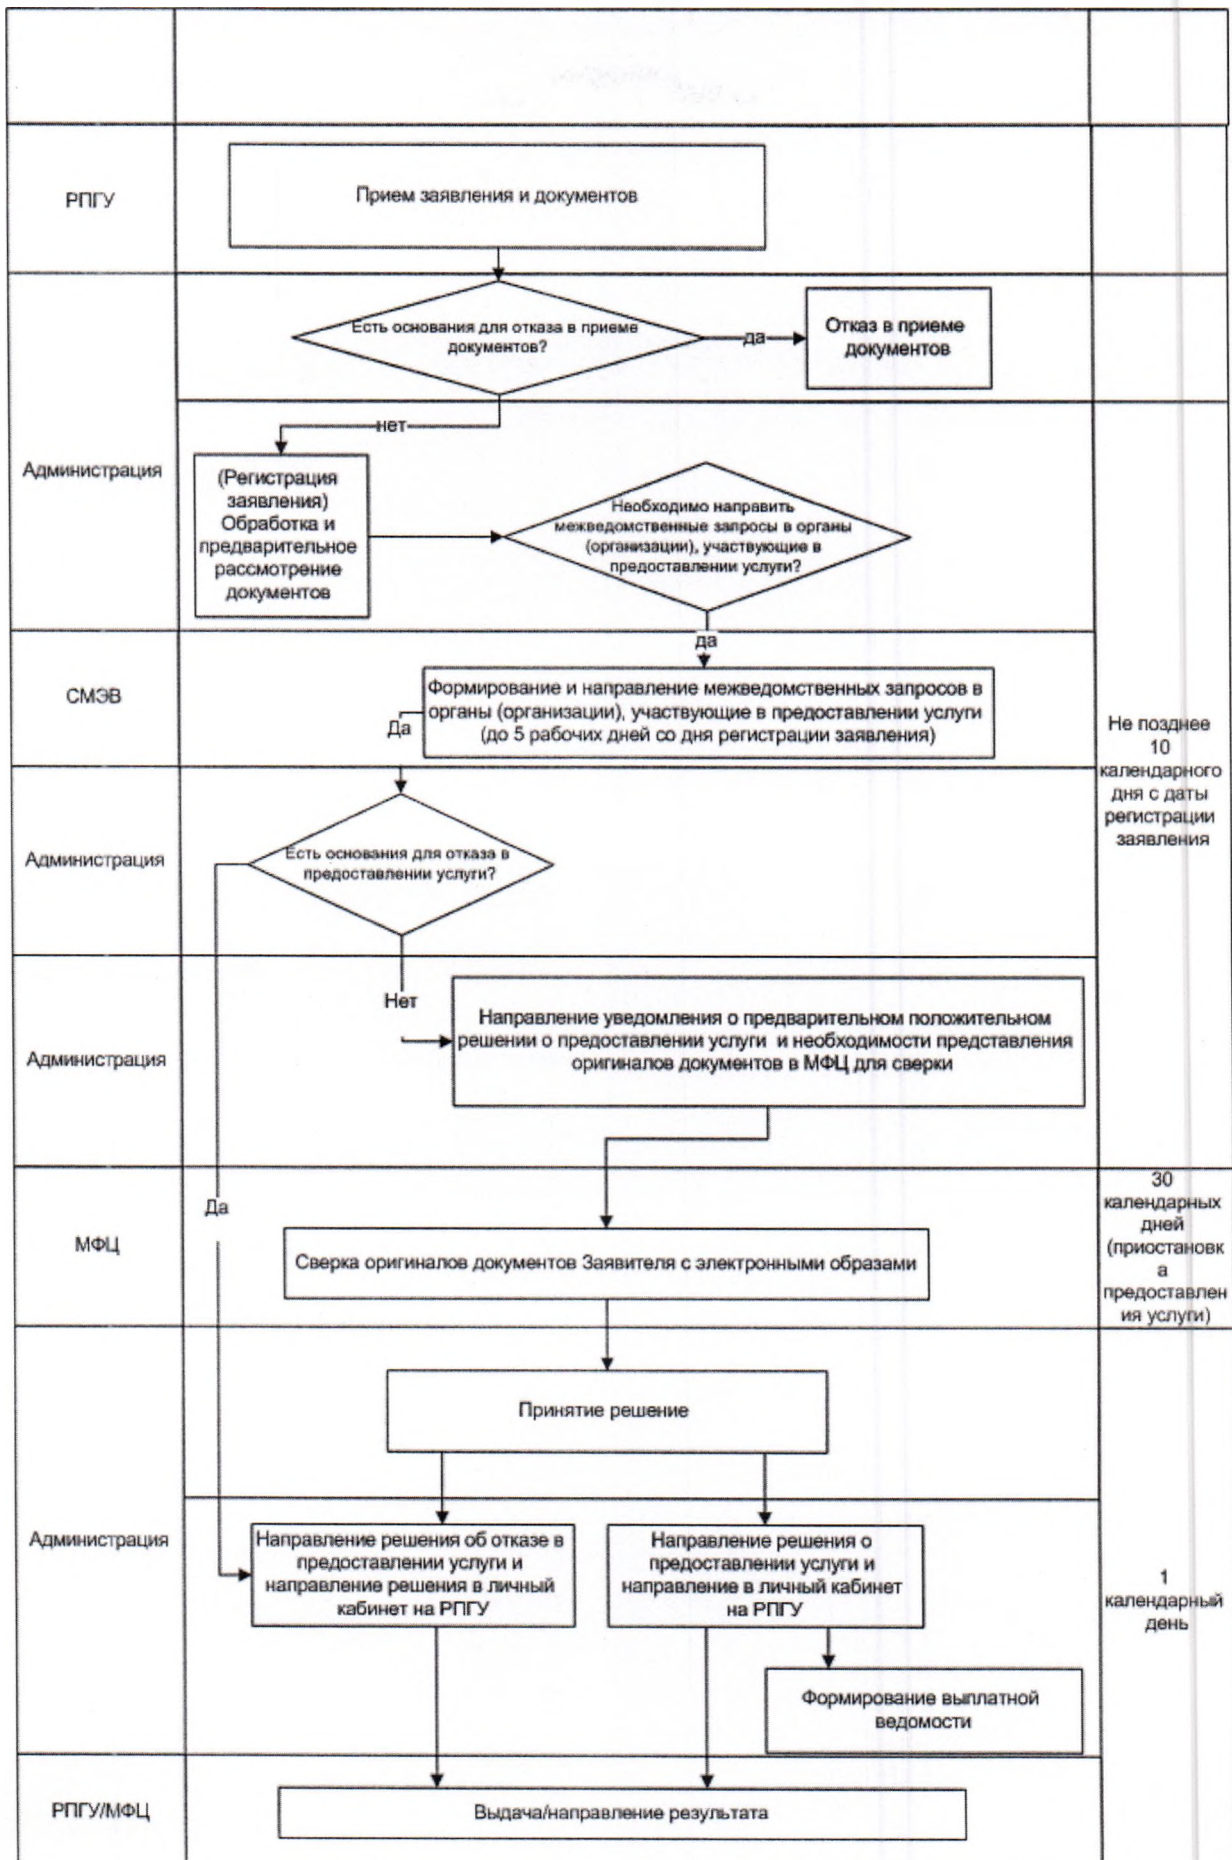 РПГУ
Прием заявления и документов
Есть основания для отказа в приеме
документов?
да
Отказ в приеме
документов
нет
Администрация
(Регистрация
заявления)
Обработка и
предварительное
рассмотрение
документов
Необходимо направить
межведомственные запросы в органы
(организации), участвующие в
предоставлении услуги?
да
СМЭВ
Формирование и направление межведомственных запросов в
органы (организации), участвующие в предоставлении услуги
(до 5 рабочих дней со дня регистрации заявления)
Да
Не позднее
10
календарного
дня с даты
регистрации
заявления
Администрация
Есть основания для отказа в
предоставлении услуги?
Нет
Администрация
Направление уведомления о предварительном положительном
решении о предоставлении услуги и необходимости представления
оригиналов документов в МФЦ для сверки
Да
МФЦ
Сверка оригиналов документов Заявителя с электронными образами
30
календарных
дней
(приостановк
а
предоставлен
ия услуги)
Принятие решение
Администрация
Направление решения об отказе в
предоставлении услуги и
направление решения в личный
кабинет на РПГУ
Направление решения о
предоставлении услуги и
направление в личный кабинет
на РПГУ
1
календарный
день
Формирование выплатной
ведомости
РПГУ/МФЦ
Выдача/направление результата